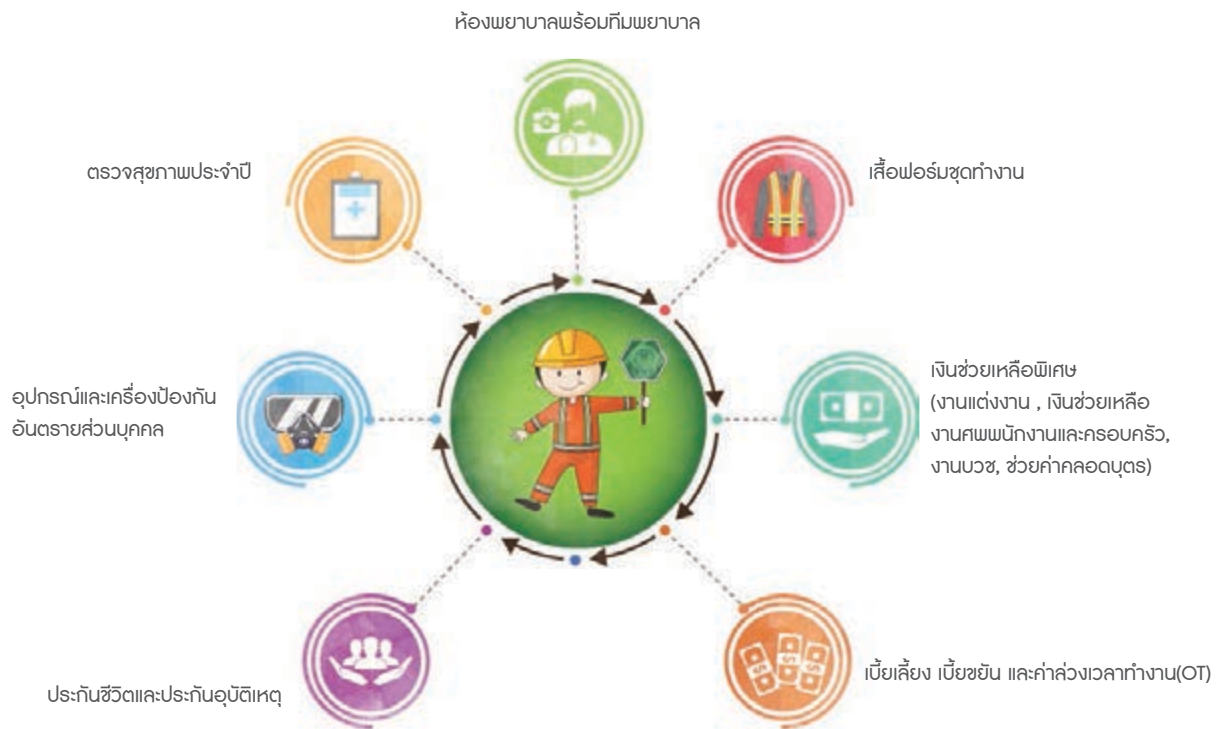 ห้องพยาบาลพร้อมทีมพยาบาล
ตรวจสุขภาพประจำปี
เสื้อฟอร์มชุดทำงาน
อุปกรณ์และเครื่องป้องกัน
อันตรายส่วนบุคคล
เงินช่วยเหลือพิเศษ
(งานแต่งงาน , เงินช่วยเหลือ
งานศพพนักงานและครอบครัว,
งานบวช, ช่วยค่าคลอดบุตร)
ประกันชีวิตและประกันอุบัติเหตุ
เบี้ยเลี้ยง เบี้ยขยัน และค่าล่วงเวลาทำงาน(OT)